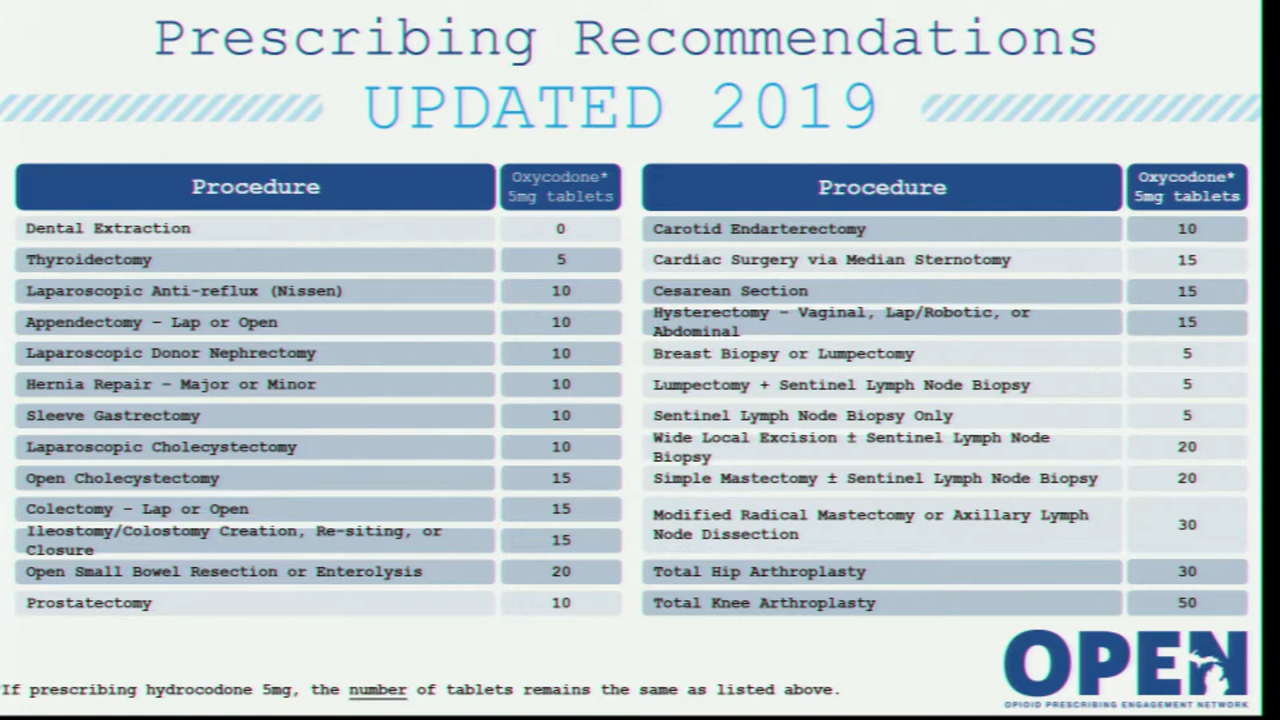 Prescribing Recommendations
UPDATED 2019
Procedure
Oxycodone*
5mg tablets
Dental Extraction 0
Thyroidectomy 5
Laparoscopic Anti-reflux (Nissen) 10
Appendectomy – Lap or Open 10
Laparoscopic Donor Nephrectomy 10
Hernia Repair – Major or Minor 10
Sleeve Gastrectomy 10
Laparoscopic Cholecystectomy 10
Open Cholecystectomy 15
Colectomy – Lap or Open 15
Ileostomy/Colostomy Creation, Re-siting, or
Closure 15
Open Small Bowel Resection or Enterolysis 20
Prostatectomy 10
Procedure
Oxycodone*
5mg tablets
Carotid Endarterectomy 10
Cardiac Surgery via Median Sternotomy 15
Cesarean Section 15
Hysterectomy – Vaginal, Lap/Robotic, or
Abdominal 15
Breast Biopsy or Lumpectomy 5
Lumpectomy + Sentinel Lymph Node Biopsy 5
Sentinel Lymph Node Biopsy Only 5
Wide Local Excision ± Sentinel Lymph Node
Biopsy 20
Simple Mastectomy ± Sentinel Lymph Node Biopsy 20
Modified Radical Mastectomy or Axillary Lymph
Node Dissection 30
Total Hip Arthroplasty 30
Total Knee Arthroplasty 50
*If prescribing hydrocodone 5mg, the number of tablets remains the same as listed above.
OPEN
OPIOID PRESCRIBING ENGAGEMENT NETWORK